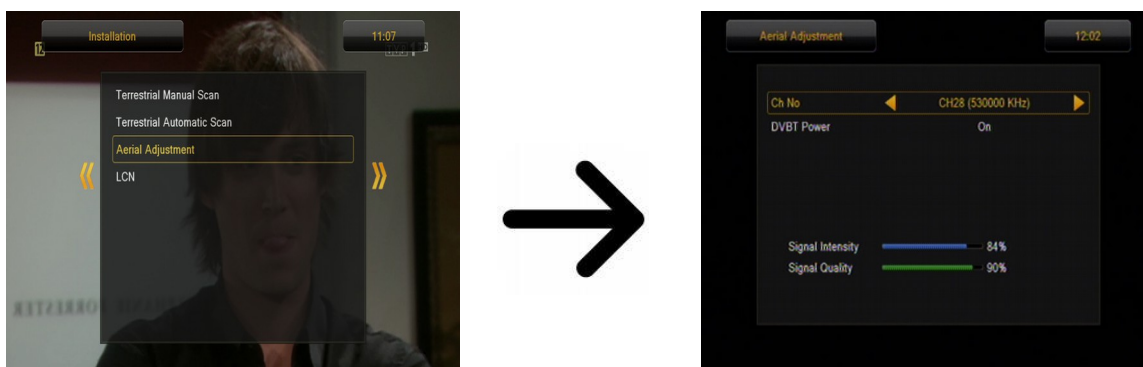 Installation
11:07
Terrestrial Manual Scan
Terrestrial Automatic Scan
Aerial Adjustment
LCN
Aerial Adjustment
12:02
Ch No CH28 (530000 KHz)
DVBT Power On
Signal Intensity 84%
Signal Quality 90%